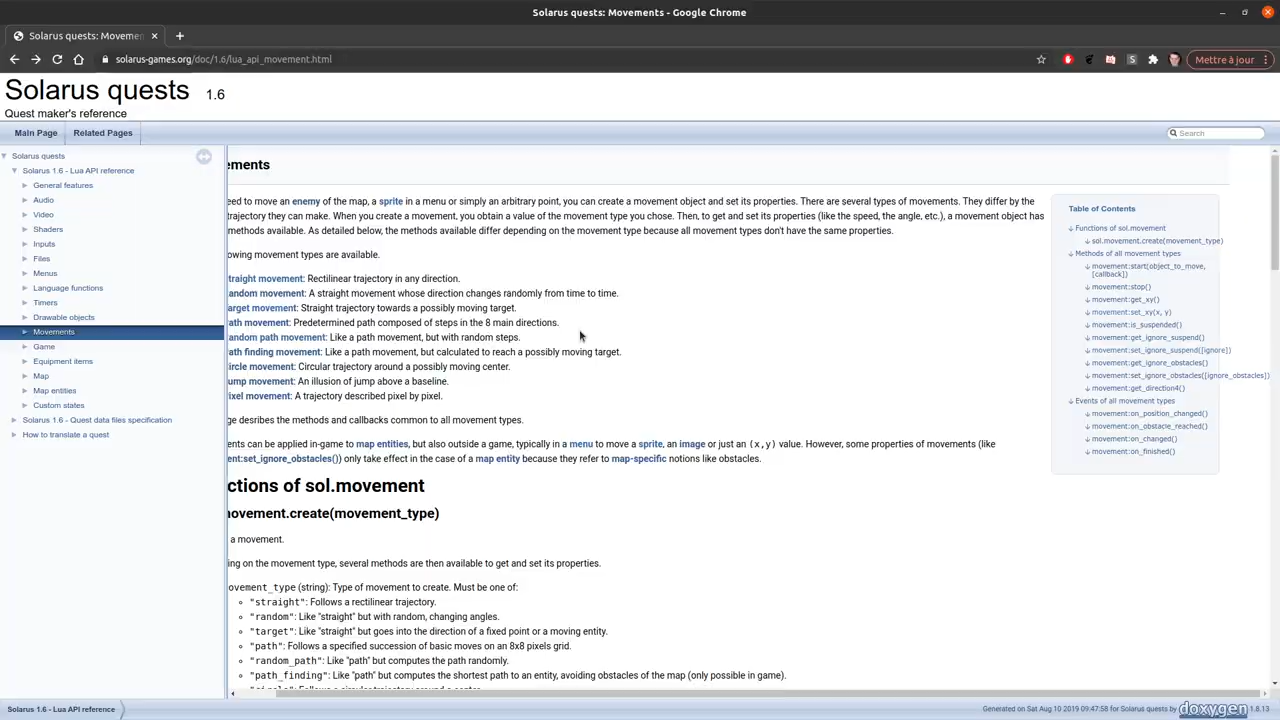 Solarus quests: Movements - Google Chrome
Solarus quests: Movemen
solarus-games.org/doc/1.6/lua_api_movement.html
Mettre à jour
Solarus quests 1.6
Quest maker's reference
Main Page
Related Pages
Search
Solarus quests
Solarus 1.6 - Lua API reference
General features
Audio
Video
Shaders
Inputs
Files
Menus
Language functions
Timers
Drawable objects
Movements
Game
Equipment items
Map
Map entities
Custom states
Solarus 1.6 - Quest data files specification
How to translate a quest
ements
eed to move an enemy of the map, a sprite in a menu or simply an arbitrary point, you can create a movement object and set its properties. There are several types of movements. They differ by the
trajectory they can make. When you create a movement, you obtain a value of the movement type you chose. Then, to get and set its properties (like the speed, the angle, etc.), a movement object has
methods available. As detailed below, the methods available differ depending on the movement type because all movement types don't have the same properties.
owing movement types are available.
traight movement: Rectilinear trajectory in any direction.
andom movement: A straight movement whose direction changes randomly from time to time.
arget movement: Straight trajectory towards a possibly moving target.
ath movement: Predetermined path composed of steps in the 8 main directions.
andom path movement: Like a path movement, but with random steps.
ath finding movement: Like a path movement, but calculated to reach a possibly moving target.
ircle movement: Circular trajectory around a possibly moving center.
ump movement: An illusion of jump above a baseline.
ixel movement: A trajectory described pixel by pixel.
ge desribes the methods and callbacks common to all movement types.
ents can be applied in-game to map entities, but also outside a game, typically in a menu to move a sprite, an image or just an (x,y) value. However, some properties of movements (like
ent:set_ignore_obstacles()) only take effect in the case of a map entity because they refer to map-specific notions like obstacles.
ctions of sol.movement
ovement.create(movement_type)
a movement.
ing on the movement type, several methods are then available to get and set its properties.
ovement_type (string): Type of movement to create. Must be one of:
"straight": Follows a rectilinear trajectory.
"random": Like "straight" but with random, changing angles.
"target": Like "straight" but goes into the direction of a fixed point or a moving entity.
"path": Follows a specified succession of basic moves on an 8x8 pixels grid.
"random_path": Like "path" but computes the path randomly.
"path_finding": Like "path" but computes the shortest path to an entity, avoiding obstacles of the map (only possible in game).
Table of Contents
Functions of sol.movement
sol.movement.create(movement_type)
Methods of all movement types
movement:start(object_to_move,
[callback])
movement:stop()
movement:get_xy()
movement:set_xy(x, y)
movement:is_suspended()
movement:get_ignore_suspend()
movement:set_ignore_suspend([ignore])
movement:get_ignore_obstacles()
movement:set_ignore_obstacles([ignore_obstacles])
movement:get_direction4()
Events of all movement types
movement:on_position_changed()
movement:on_obstacle_reached()
movement:on_changed()
movement:on_finished()
Solarus 1.6 - Lua API reference
Generated on Sat Aug 10 2019 09:47:58 for Solarus quests by doxygen 1.8.13